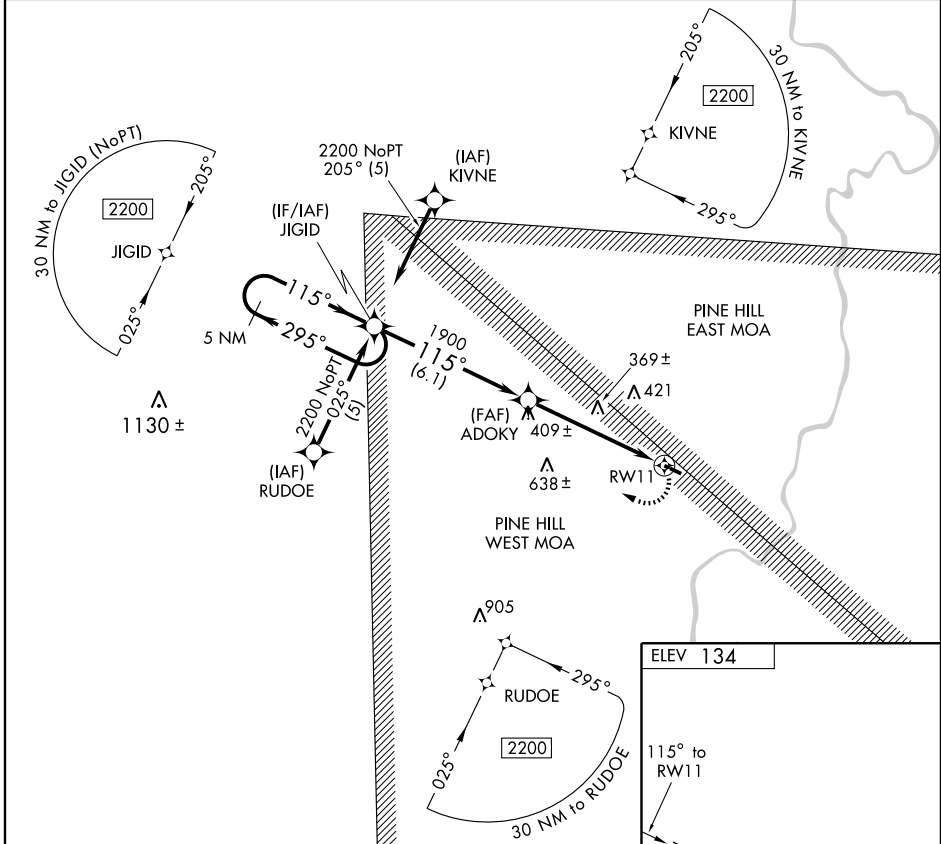 205°
30 NM to KIVNE
2200
KIVNE
295°
30 NM to JIGID (NoPT)
205°
2200
JIGID
025°
2200 NoPT
205° (5)
(IAF)
KIVNE
(IF/IAF)
JIGID
115°
295°
5 NM
1900
115°
(6.1)
2200 NoPT
025°
(5)
(IAF)
RUDOE
1130 ±
PINE HILL
EAST MOA
369 ±
421
(FAF)
ADOKY
409 ±
638 ±
RW11
PINE HILL
WEST MOA
905
295°
RUDOE
2200
025°
30 NM to RUDOE
ELEV 134
115° to
RW11